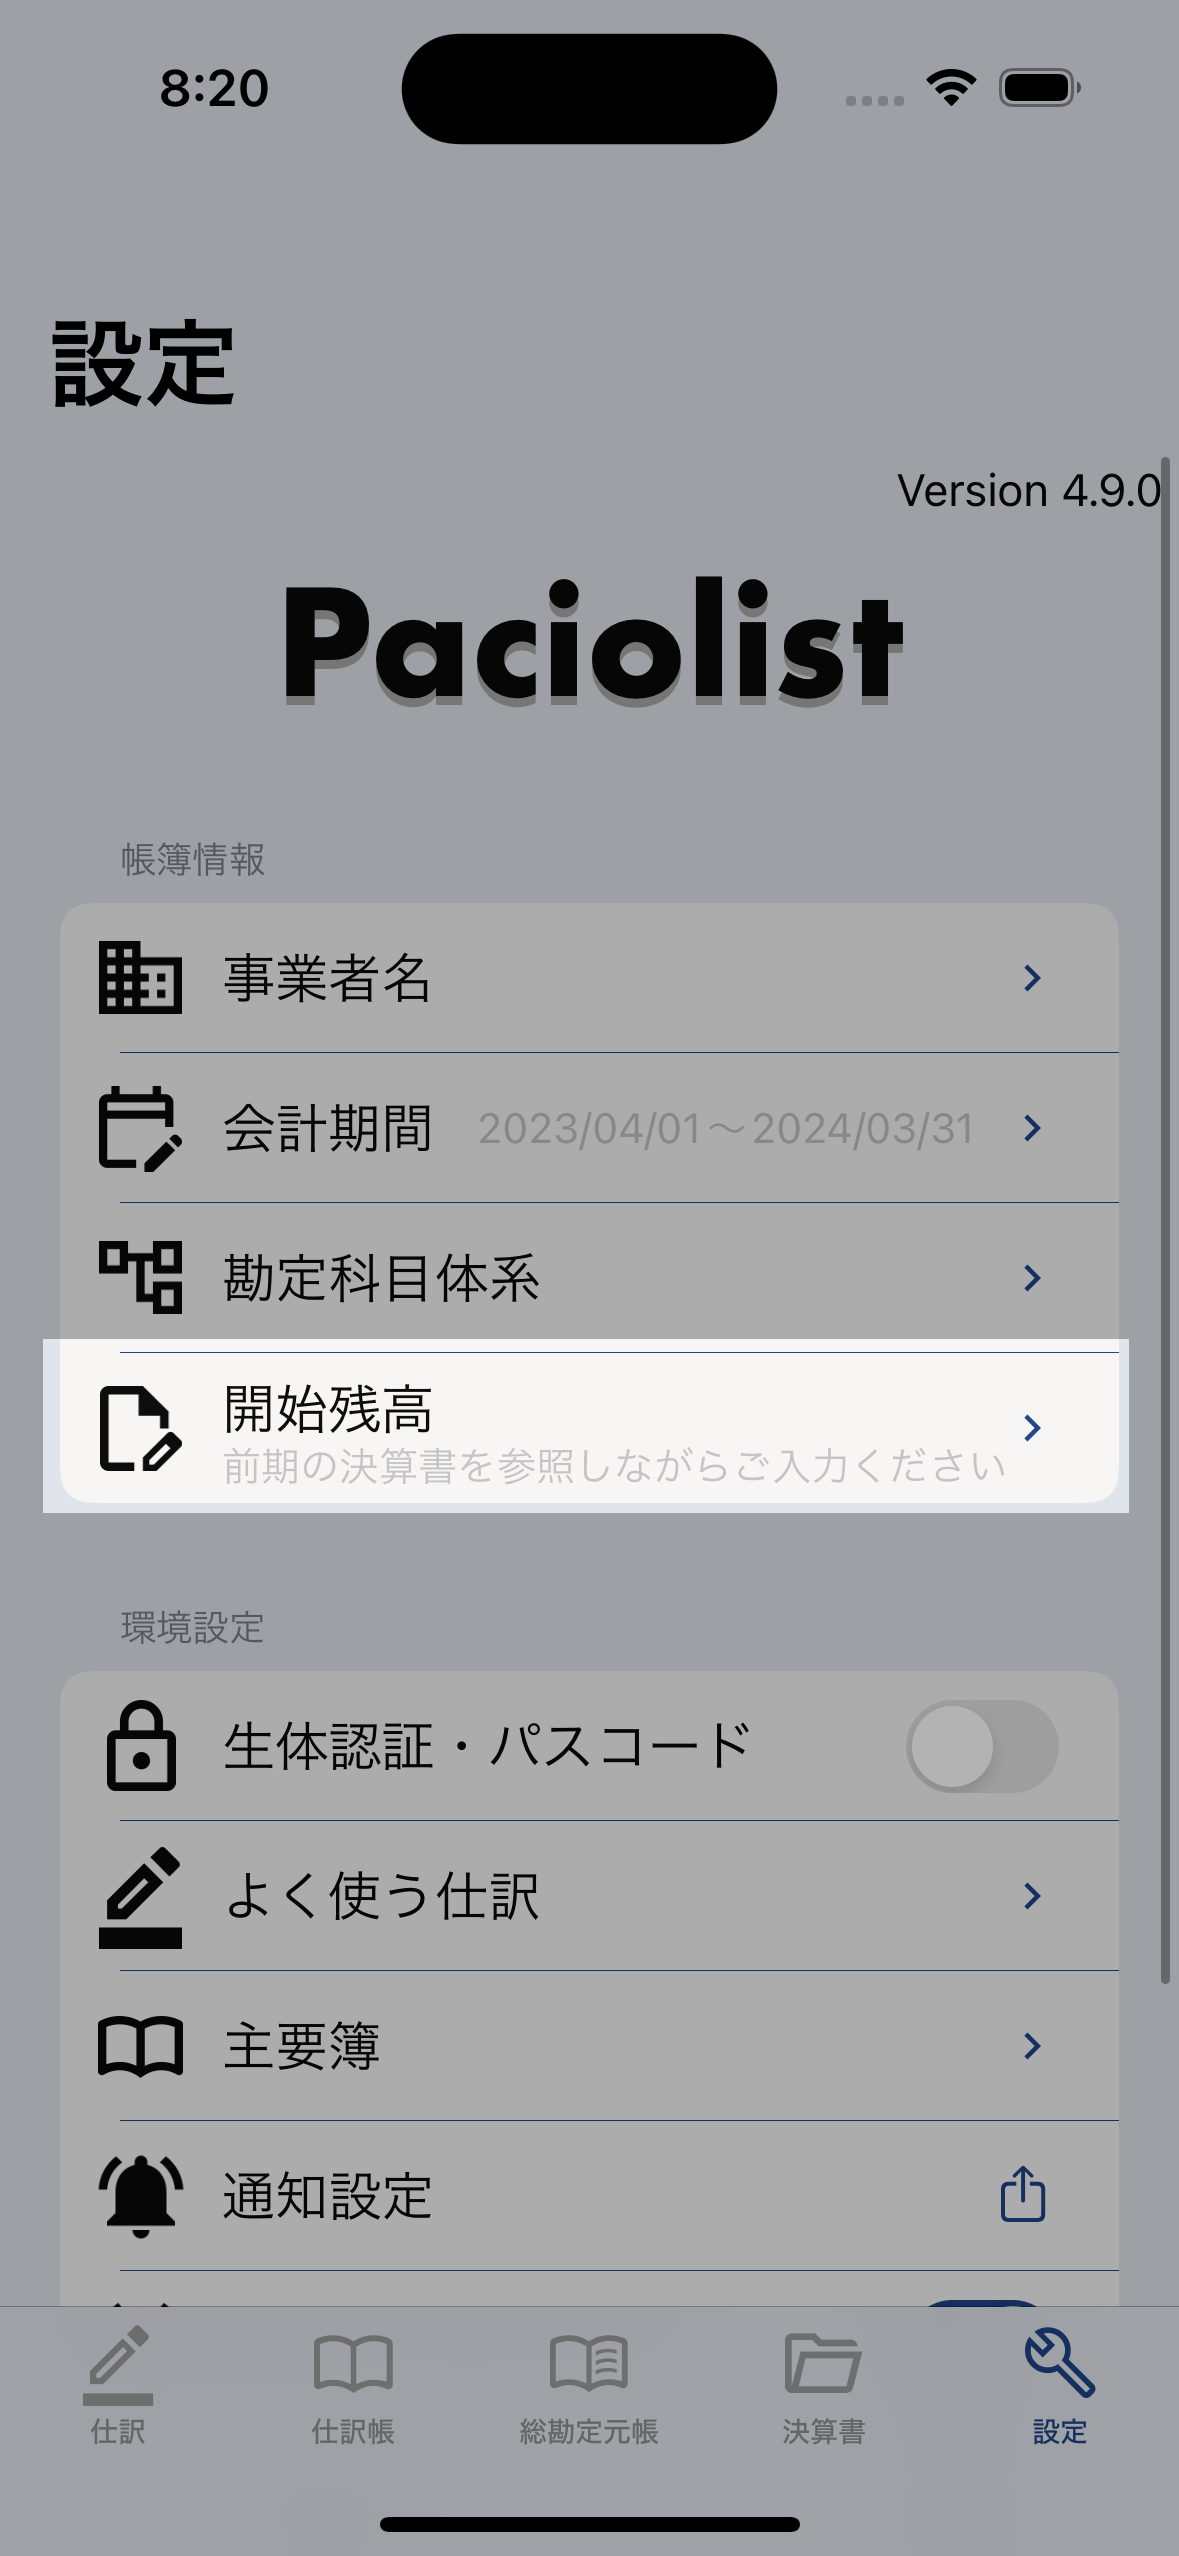 8:20
設定
Version 4.9.0
Paciolist
帳簿情報
事業者名
会計期間 2023/04/01〜2024/03/31
勘定科目体系
開始残高
前期の決算書を参照しながらご入力ください
環境設定
生体認証・パスコード
よく使う仕訳
主要簿
通知設定
仕訳 仕訳帳 総勘定元帳 決算書 設定